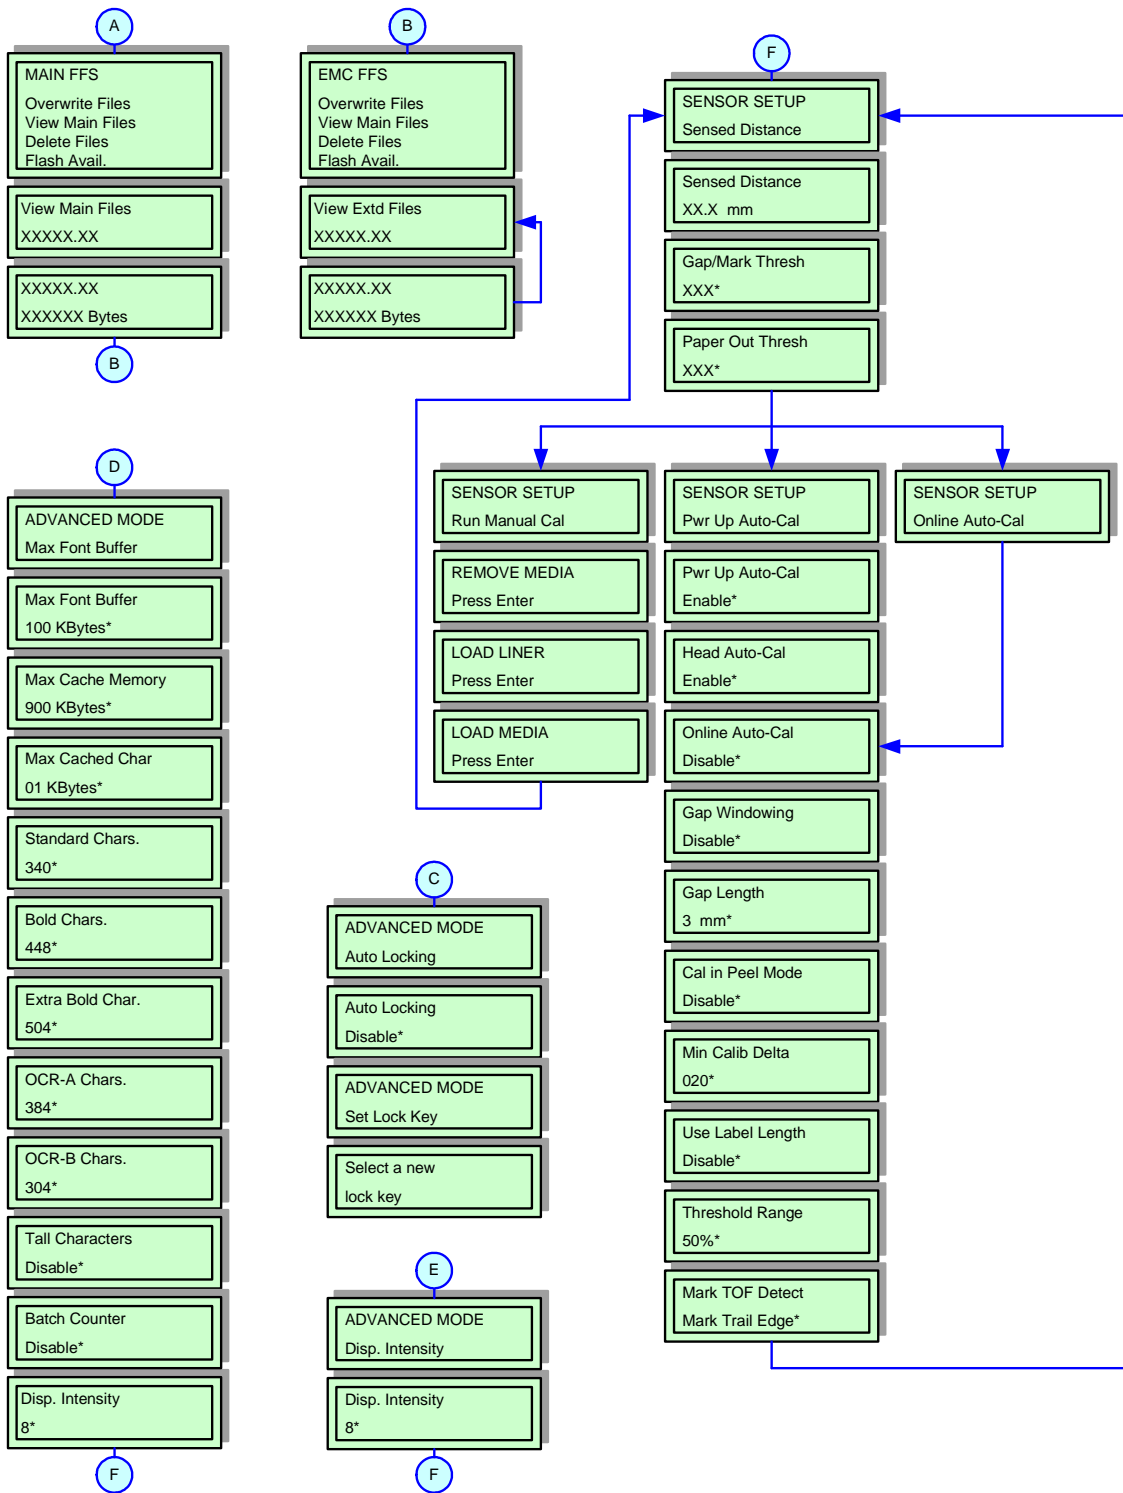 A
MAIN FFS
Overwrite Files
View Main Files
Delete Files
Flash Avail.
View Main Files
XXXXX.XX
XXXXX.XX
XXXXXX Bytes
B
B
EMC FFS
Overwrite Files
View Main Files
Delete Files
Flash Avail.
View Extd Files
XXXXX.XX
XXXXX.XX
XXXXXX Bytes
D
ADVANCED MODE
Max Font Buffer
Max Font Buffer
100 KBytes*
Max Cache Memory
900 KBytes*
Max Cached Char
01 KBytes*
Standard Chars.
340*
Bold Chars.
448*
Extra Bold Char.
504*
OCR-A Chars.
384*
OCR-B Chars.
304*
Tall Characters
Disable*
Batch Counter
Disable*
Disp. Intensity
8*
F
C
ADVANCED MODE
Auto Locking
Auto Locking
Disable*
ADVANCED MODE
Set Lock Key
Select a new
lock key
E
ADVANCED MODE
Disp. Intensity
Disp. Intensity
8*
F
F
SENSOR SETUP
Sensed Distance
Sensed Distance
XX.X mm
Gap/Mark Thresh
XXX*
Paper Out Thresh
XXX*
SENSOR SETUP
Run Manual Cal
REMOVE MEDIA
Press Enter
LOAD LINER
Press Enter
LOAD MEDIA
Press Enter
SENSOR SETUP
Pwr Up Auto-Cal
Pwr Up Auto-Cal
Enable*
Head Auto-Cal
Enable*
Online Auto-Cal
Disable*
Gap Windowing
Disable*
Gap Length
3 mm*
Cal in Peel Mode
Disable*
Min Calib Delta
020*
Use Label Length
Disable*
Threshold Range
50%*
Mark TOF Detect
Mark Trail Edge*
SENSOR SETUP
Online Auto-Cal